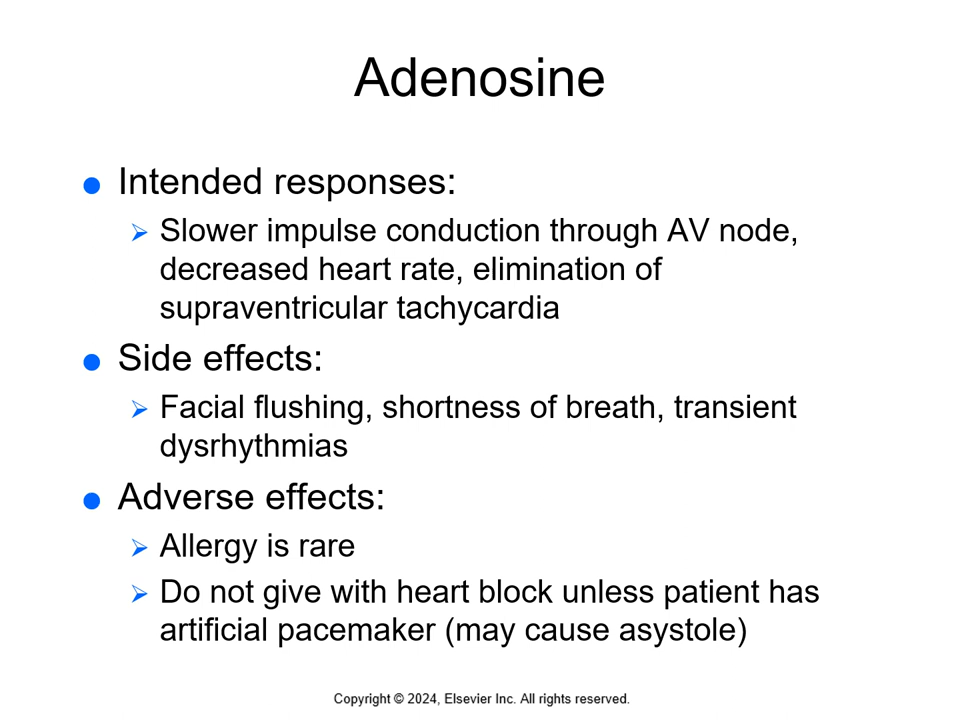 Adenosine
Intended responses:
Slower impulse conduction through AV node,
decreased heart rate, elimination of
supraventricular tachycardia
Side effects:
Facial flushing, shortness of breath, transient
dysrhythmias
Adverse effects:
Allergy is rare
Do not give with heart block unless patient has
artificial pacemaker (may cause asystole)
Copyright © 2024, Elsevier Inc. All rights reserved.